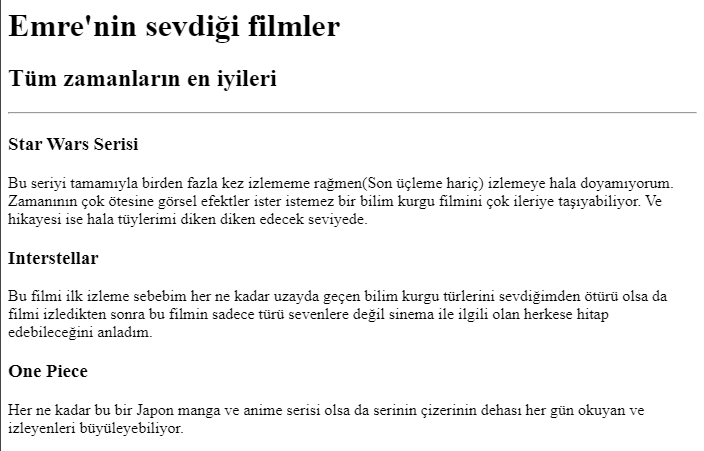 Emre'nin sevdiği filmler
Tüm zamanların en iyileri
Star Wars Serisi
Bu seriyi tamamıyla birden fazla kez izlememe rağmen(Son üçleme hariç) izlemeye hala doyamıyorum.
Zamanının çok ötesine görsel efektler ister istemez bir bilim kurgu filmini çok ileriye taşıyabiliyor. Ve
hikayesi ise hala tüylerimi diken diken edecek seviyede.
Interstellar
Bu filmi ilk izleme sebebim her ne kadar uzayda geçen bilim kurgu türlerini sevdiğimden ötürü olsa da
filmi izledikten sonra bu filmin sadece türü sevenlere değil sinema ile ilgili olan herkese hitap
edebileceğini anladım.
One Piece
Her ne kadar bu bir Japon manga ve anime serisi olsa da serinin çizerinin dehası her gün okuyan ve
izleyenleri büyüleyebiliyor.